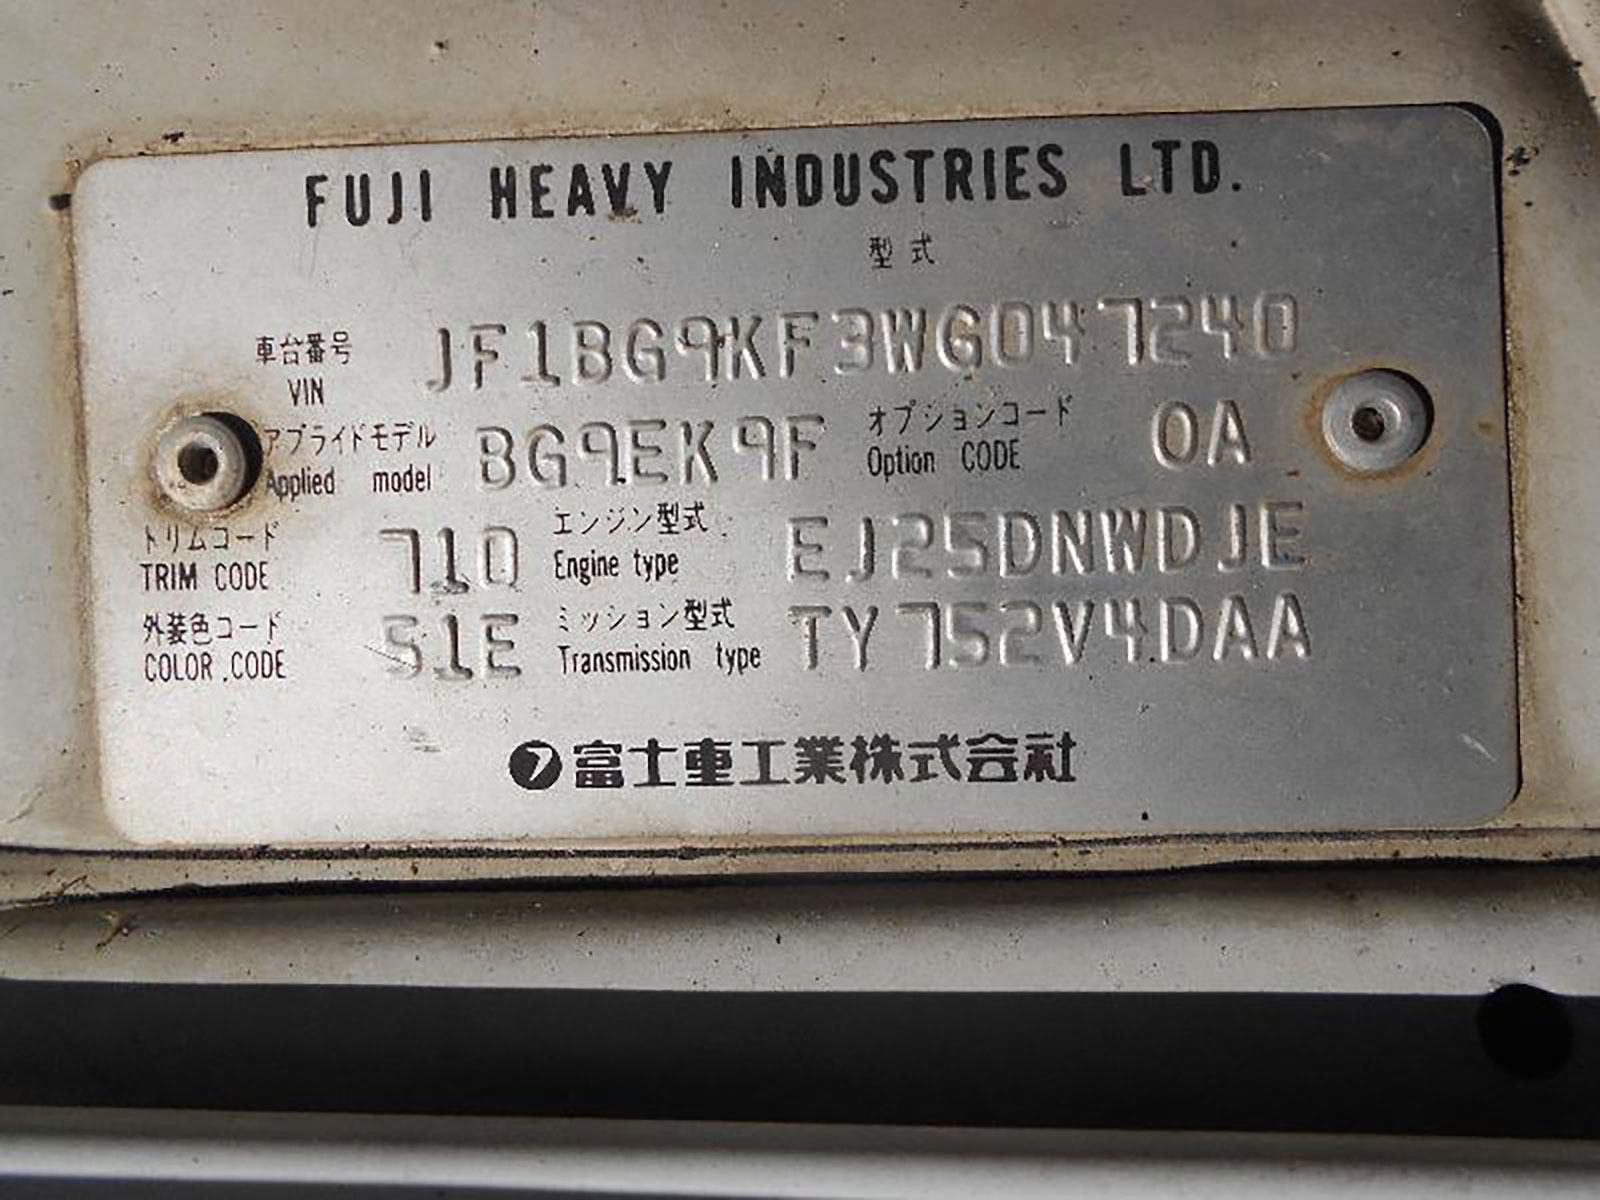 FUJI HEAVY INDUSTRIES LTD.
型式
車台番号 JF1BG9KF3WG047240
VIN
アプライドモデル BG9EK9F オプションコード 0A
Applied model Option CODE
トリムコード 710 エンジン型式 EJ25DNWDJE
TRIM CODE Engine type
外装色コード 51E ミッション型式 TY752V4DAA
COLOR CODE Transmission type
富士重工業株式会社